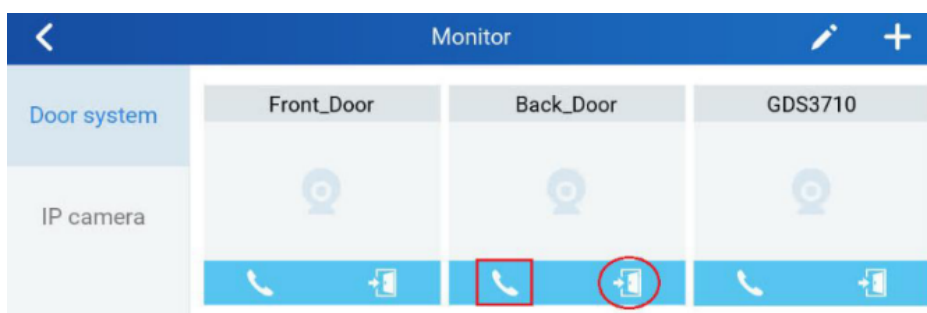 Monitor
Door system
Front_Door
Back_Door
GDS3710
IP camera